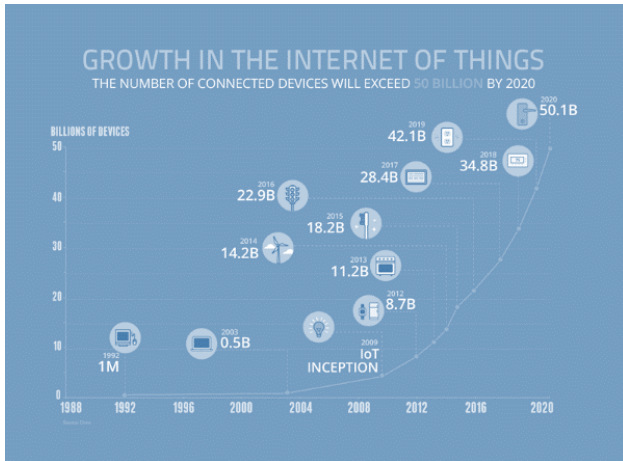 GROWTH IN THE INTERNET OF THINGS
THE NUMBER OF CONNECTED DEVICES WILL EXCEED 50 BILLION BY 2020
BILLIONS OF DEVICES
50
40
30
20
10
0
1988
1992
1996
2000
2004
2008
2012
2016
2020
1992
1M
2003
0.5B
2009
IoT
INCEPTION
2012
8.7B
2013
11.2B
2014
14.2B
2015
18.2B
2016
22.9B
2017
28.4B
2018
34.8B
2019
42.1B
2020
50.1B